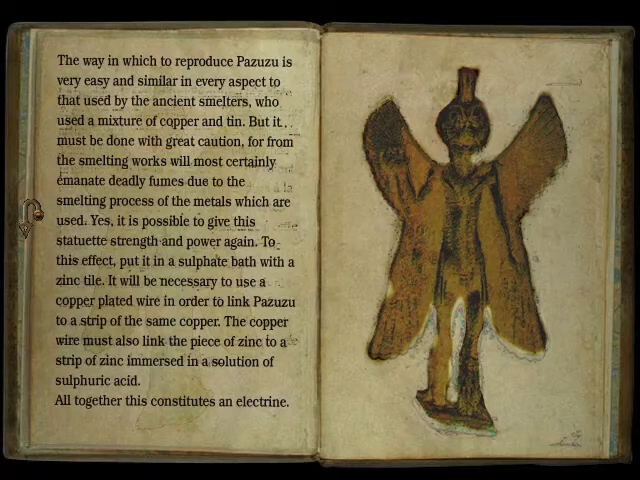 The way in which to reproduce Pazuzu is
very easy and similar in every aspect to
that used by the ancient smelters, who
used a mixture of copper and tin. But it
must be done with great caution, for from
the smelting works will most certainly
emanate deadly fumes due to the
smelting process of the metals which are
used. Yes, it is possible to give this
statuette strength and power again. To
this effect, put it in a sulphate bath with a
zinc tile. It will be necessary to use a
copper plated wire in order to link Pazuzu
to a strip of the same copper. The copper
wire must also link the piece of zinc to a
strip of zinc immersed in a solution of
sulphuric acid.
All together this constitutes an electrine.